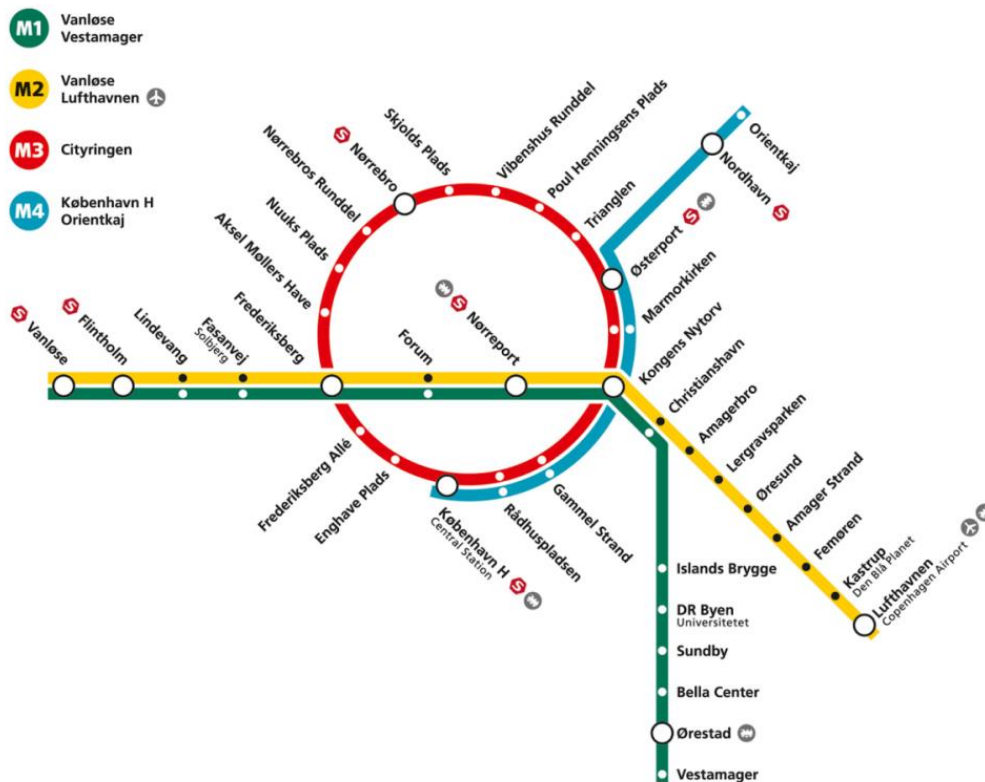 M1
Vanløse
Vestamager
M2
Vanløse
Lufthavnen
M3
Cityringen
M4
København H
Orientkaj
S
Vanløse
S
Flintholm
Lindevang
Fasanvej
Solbjerg
Frederiksberg
Aksel Møllers Have
Nuuks Plads
Nørrebros Runddel
S
Nørrebro
Skjolds Plads
Vibenshus Runddel
Poul Henningsens Plads
Trianglen
Østerport
S
Orientkaj
Nordhavn
S
Marmorkirken
Forum
S
Nørreport
Kongens Nytorv
Christianshavn
Amagerbro
Lergravsparken
Øresund
Amager Strand
Femøren
Kastrup
Den Blå Planet
Lufthavnen
Copenhagen Airport
Frederiksberg Allé
Enghave Plads
København H
Central Station
S
Rådhuspladsen
Gammel Strand
Islands Brygge
DR Byen
Universitetet
Sundby
Bella Center
Ørestad
Vestamager